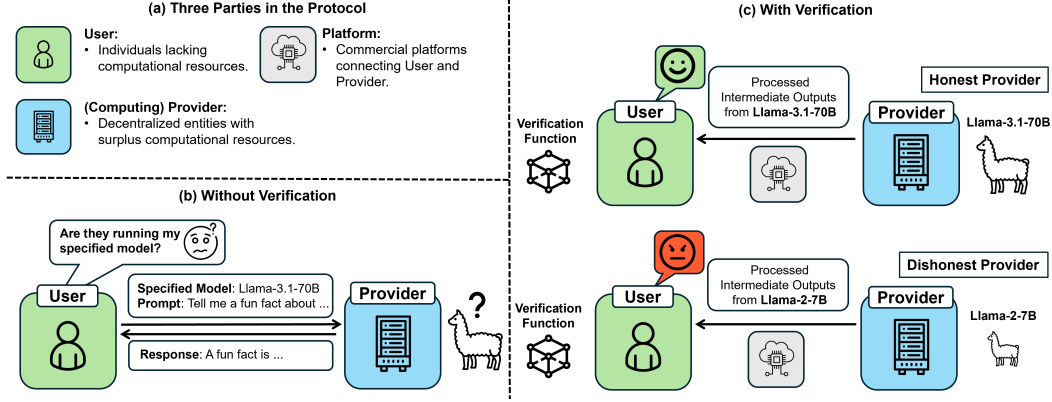 (a) Three Parties in the Protocol
User:
• Individuals lacking
computational resources.
Platform:
• Commercial platforms
connecting User and
Provider.
(Computing) Provider:
• Decentralized entities with
surplus computational resources.
(b) Without Verification
Are they running my
specified model?
?
User
Specified Model: Llama-3.1-70B
Prompt: Tell me a fun fact about ...
Response: A fun fact is ...
Provider
?
(c) With Verification
Verification
Function
User
Processed
Intermediate Outputs
from Llama-3.1-70B
Provider
Honest Provider
Llama-3.1-70B
Verification
Function
User
Processed
Intermediate Outputs
from Llama-2-7B
Provider
Dishonest Provider
Llama-2-7B